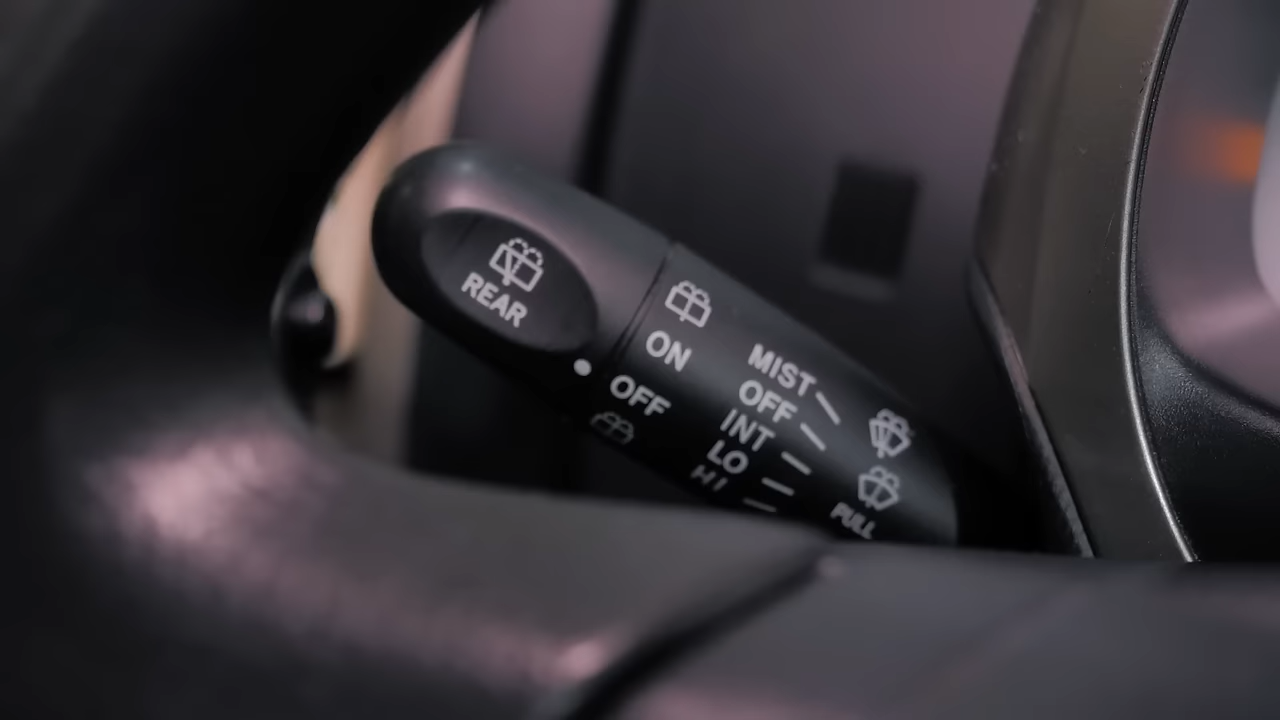 REAR
ON
OFF
MIST
OFF
INT
LO
HI
PULL